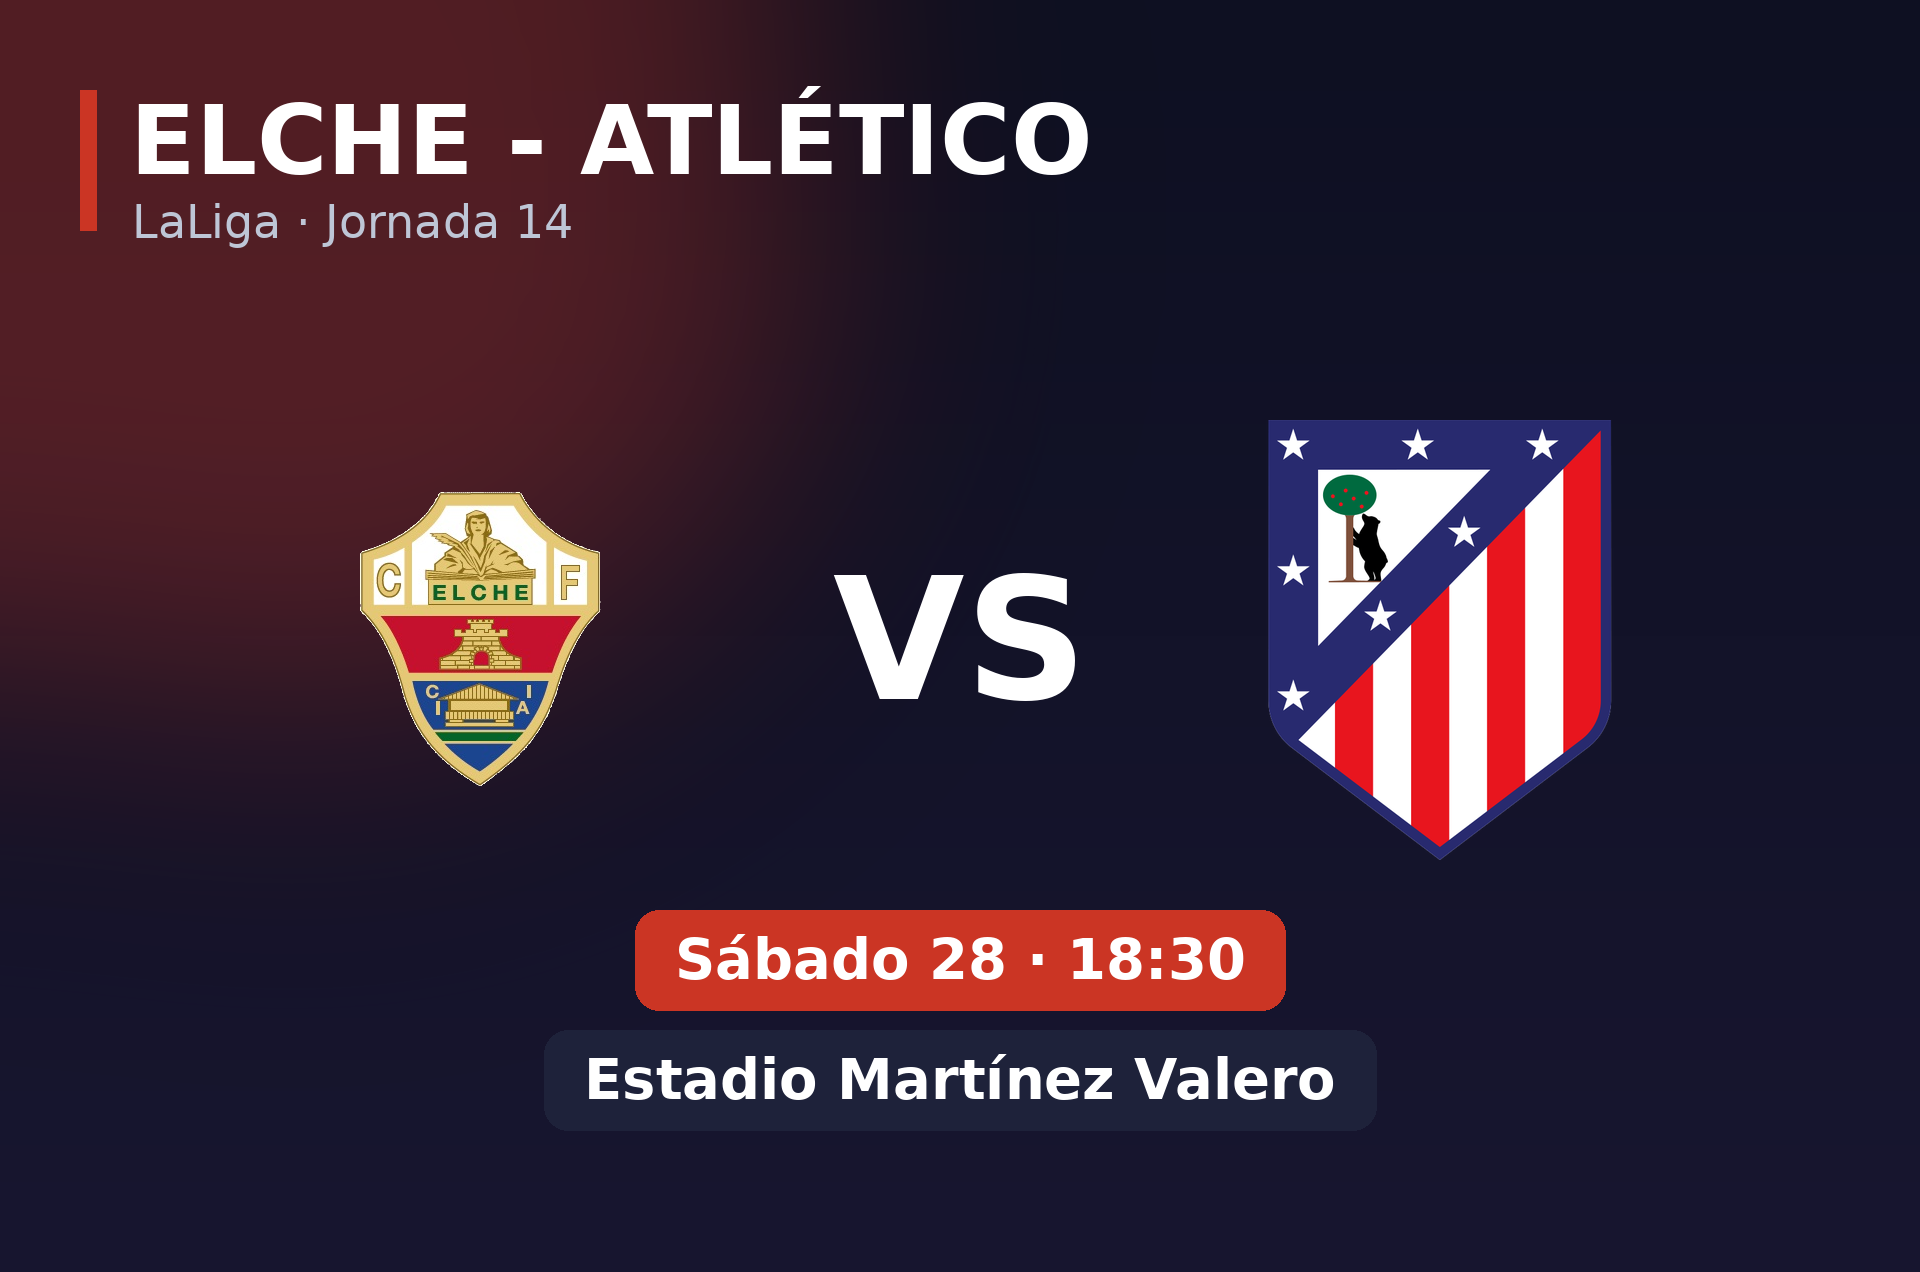 ELCHE - ATLÉTICO
LaLiga · Jornada 14
C F
ELCHE
C I
I A
VS
Sábado 28 · 18:30
Estadio Martínez Valero